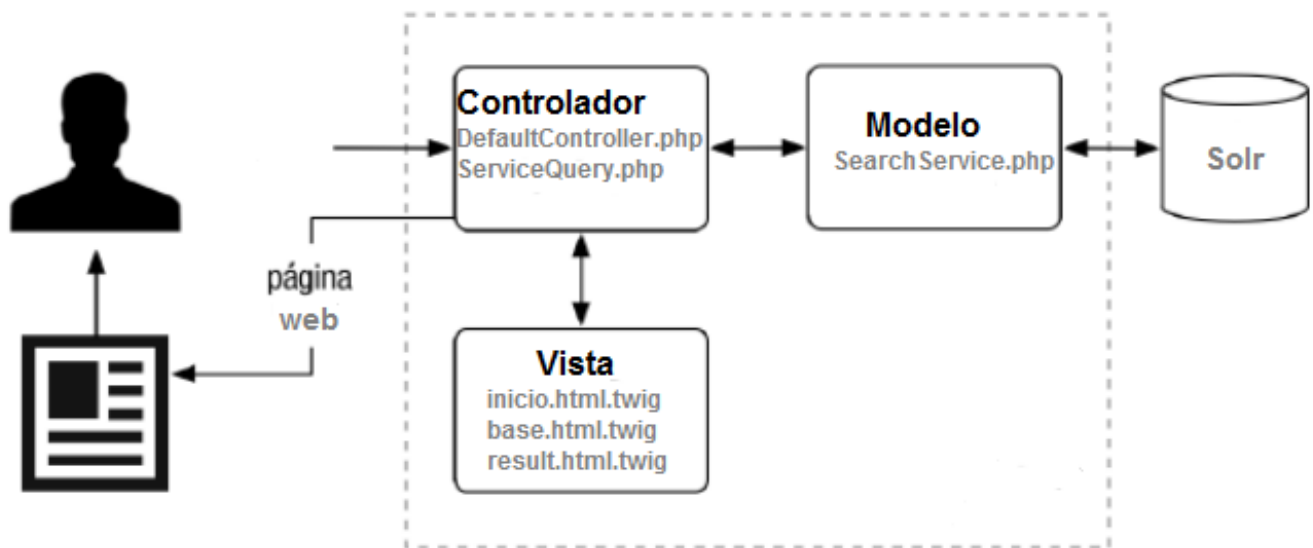 Controlador
DefaultController.php
ServiceQuery.php
Modelo
SearchService.php
Solr
página
web
Vista
inicio.html.twig
base.html.twig
result.html.twig